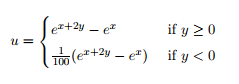 u = { e^{x+2y} − e^x if y ≥ 0
1/100 (e^{x+2y} − e^x) if y < 0